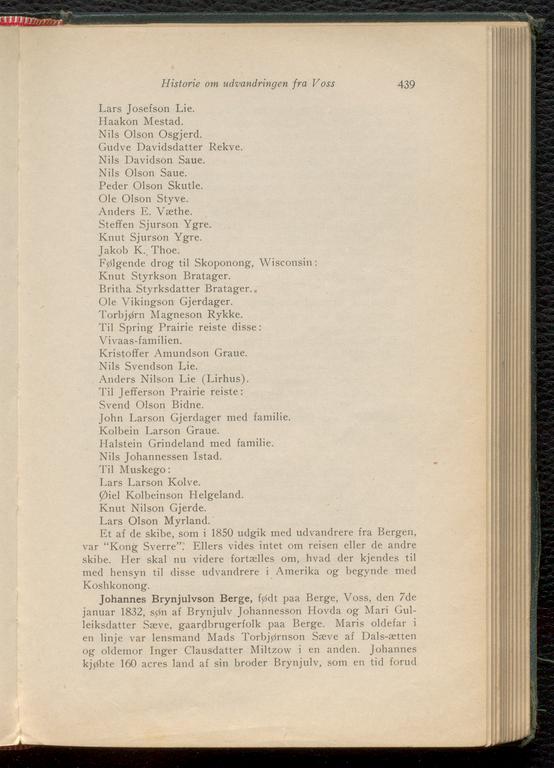 Historie om udvandringen fra Voss 439
Lars Josefson Lie.
Haakon Mestad.
Nils Olson Osgjerd.
Gudve Davidsdatter Rekve.
Nils Davidson Saue.
Nils Olson Saue.
Peder Olson Skutle.
Ole Olson Styve.
Anders E. Væthe.
Steffen Sjurson Ygre.
Knut Sjurson Ygre.
Jakob K. Thoe.
Følgende drog til Skoponong, Wisconsin:
Knut Styrkson Bratager.
Britha Styrksdatter Bratager.
Ole Vikingson Gjerdager.
Torbjørn Magneson Rykke.
Til Spring Prairie reiste disse:
Vivaas-familien.
Kristoffer Amundson Graue.
Nils Svendson Lie.
Anders Nilson Lie (Lirhus).
Til Jefferson Prairie reiste:
Svend Olson Bidne.
John Larson Gjerdager med familie.
Kolbein Larson Graue.
Halstein Grindeland med familie.
Nils Johannessen Istad.
Til Muskego:
Lars Larson Kolve.
Øiel Kolbeinson Helgeland.
Knut Nilson Gjerde.
Lars Olson Myrland.
Et af de skibe, som i 1850 udgik med udvandrere fra Bergen,
var "Kong Sverre". Ellers vides intet om reisen eller de andre
skibe. Her skal nu videre fortælles om, hvad der kjendes til
med hensyn til disse udvandrere i Amerika og begynde med
Koshkonong.
Johannes Brynjulvson Berge, født paa Berge, Voss, den 7de
januar 1832, søn af Brynjulv Johannesson Hovda og Mari Gul-
leiksdatter Sæve, gaardbrugerfolk paa Berge. Maris oldefar i
en linje var lensmand Mads Torbjørnson Sæve af Dals-ætten
og oldemor Inger Clausdatter Miltzow i en anden. Johannes
kjøbte 160 acres land af sin broder Brynjulv, som en tid forud